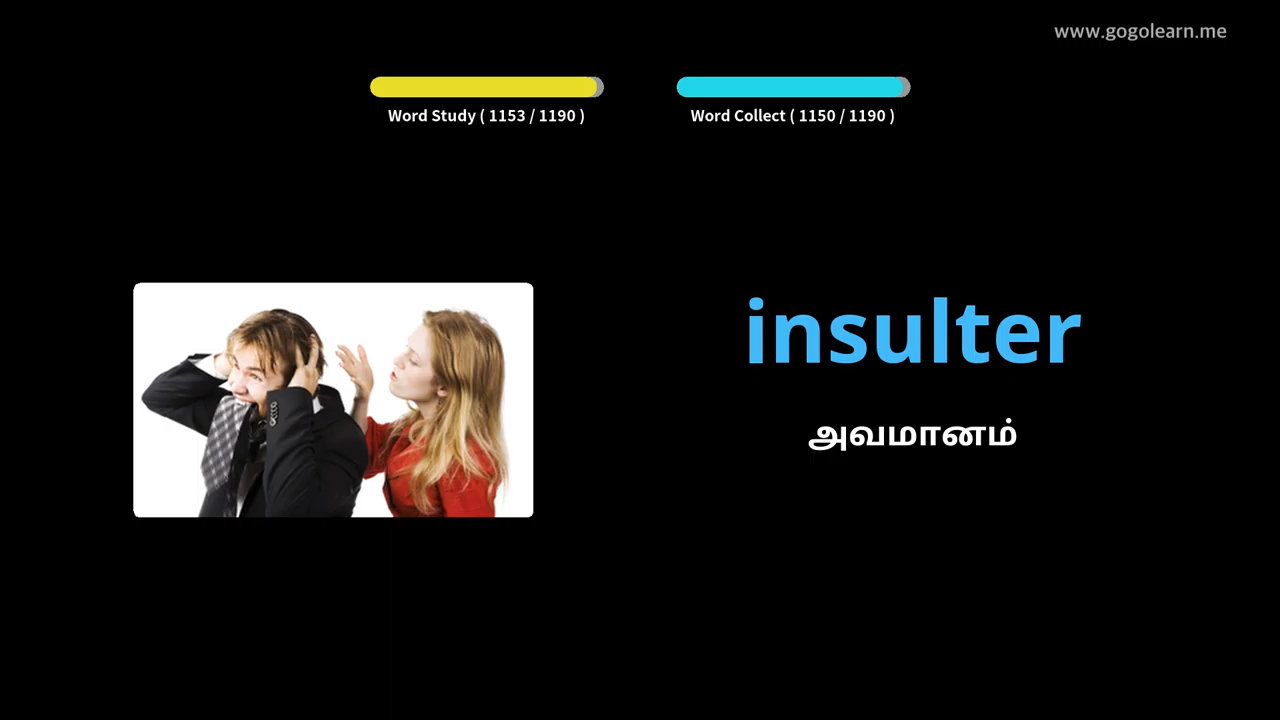 www.gogolearn.me
Word Study ( 1153 / 1190 )
Word Collect ( 1150 / 1190 )
insulter
அவமானம்